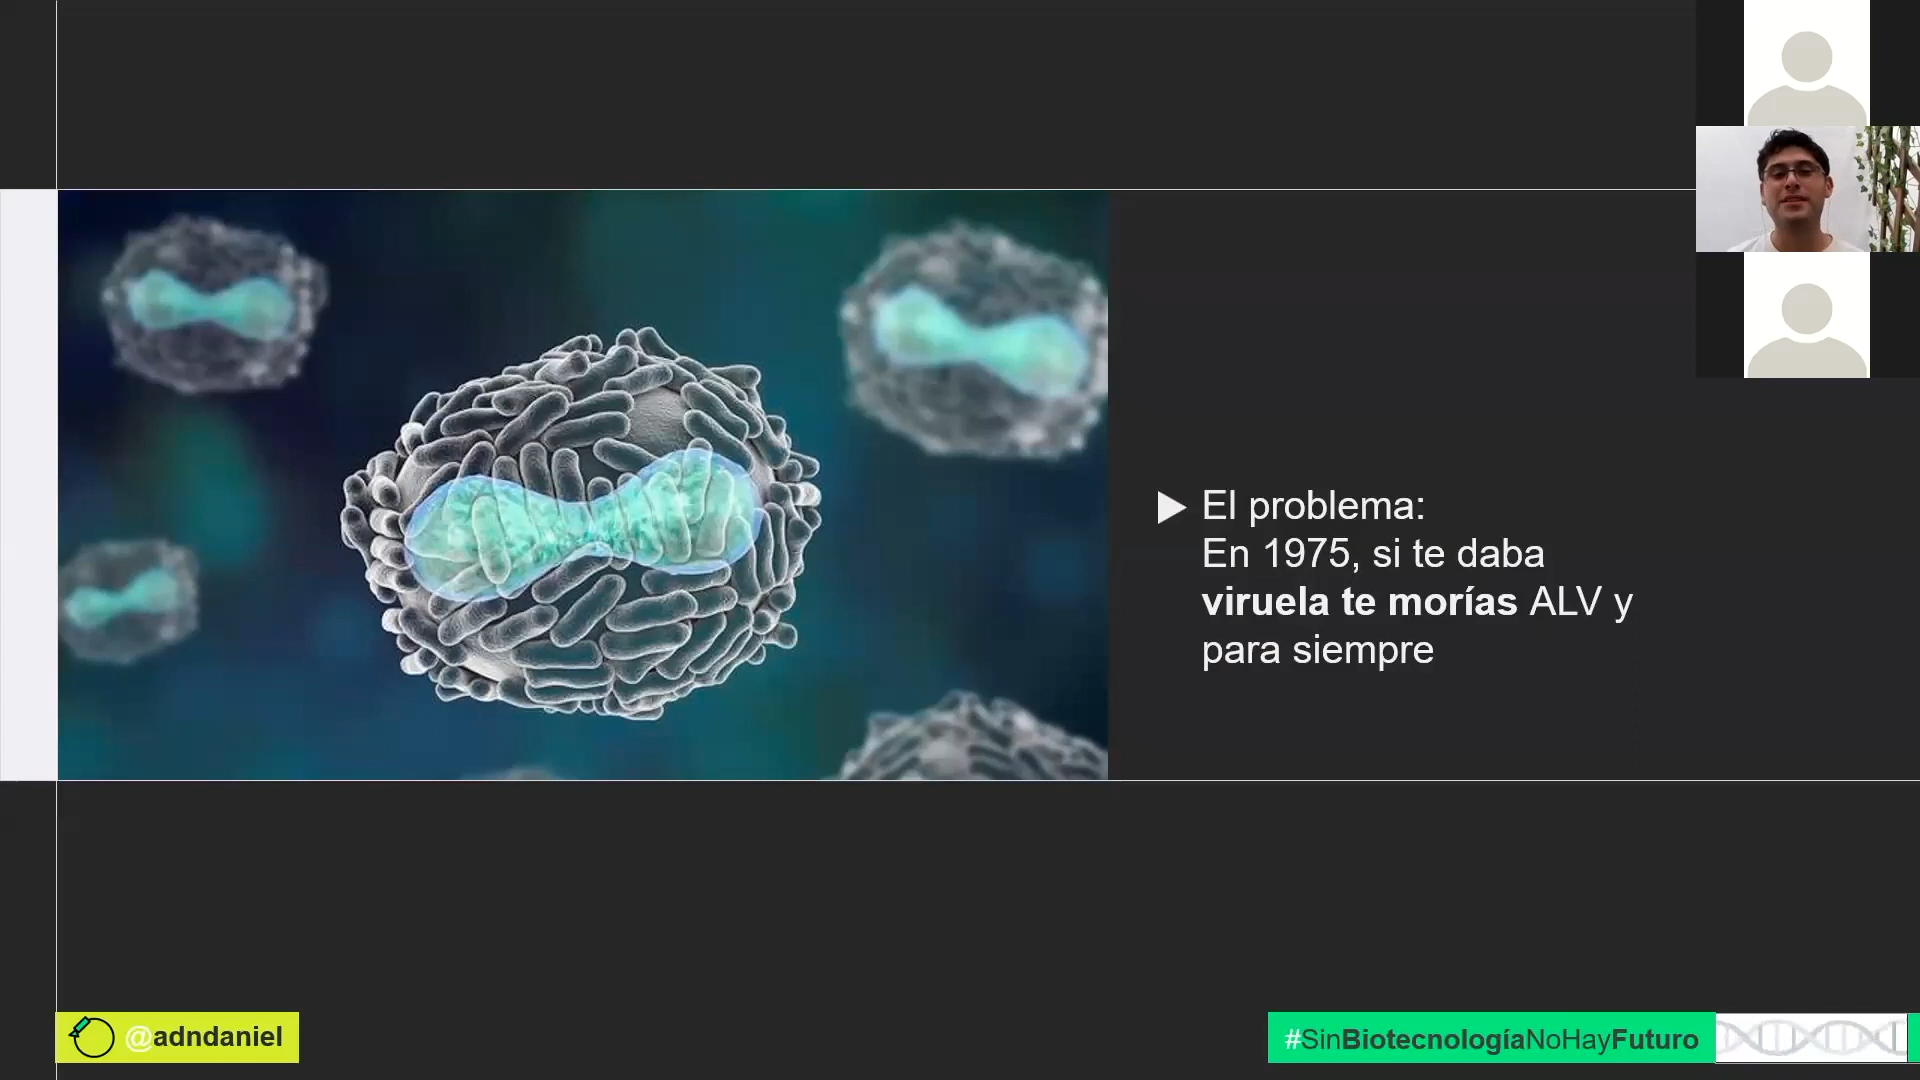 El problema:
En 1975, si te daba
viruela te morías ALV y
para siempre
@adndaniel
#SinBiotecnologíaNoHayFuturo